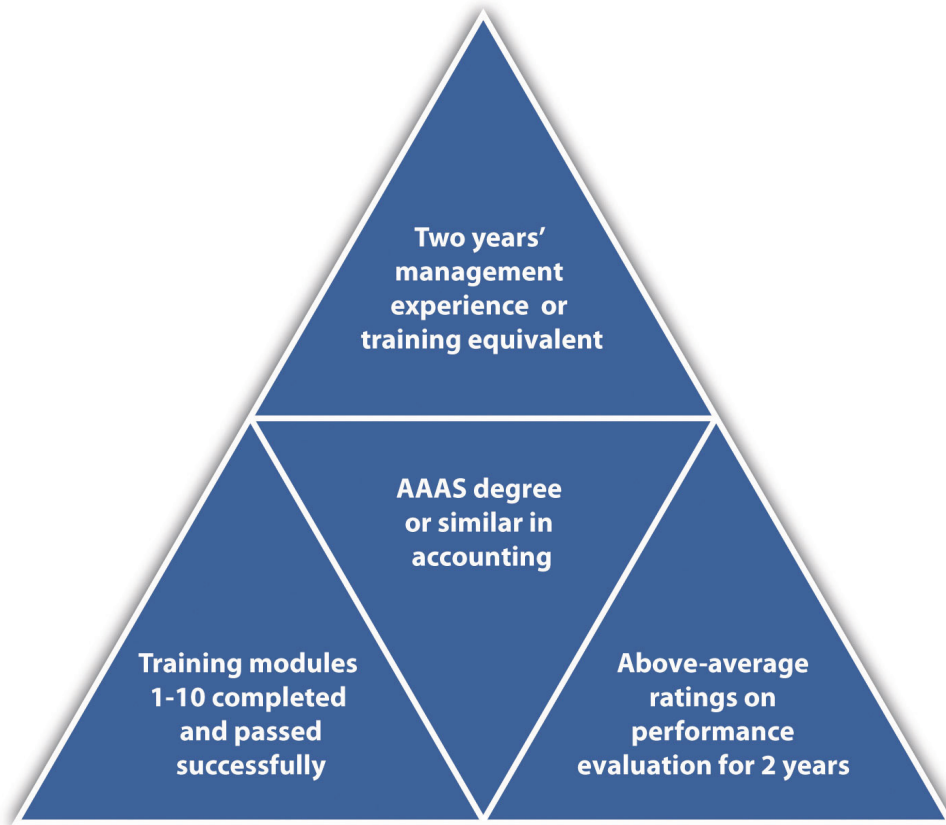 Two years’
management
experience or
training equivalent
AAAS degree
or similar in
accounting
Training modules
1-10 completed
and passed
successfully
Above-average
ratings on
performance
evaluation for 2 years